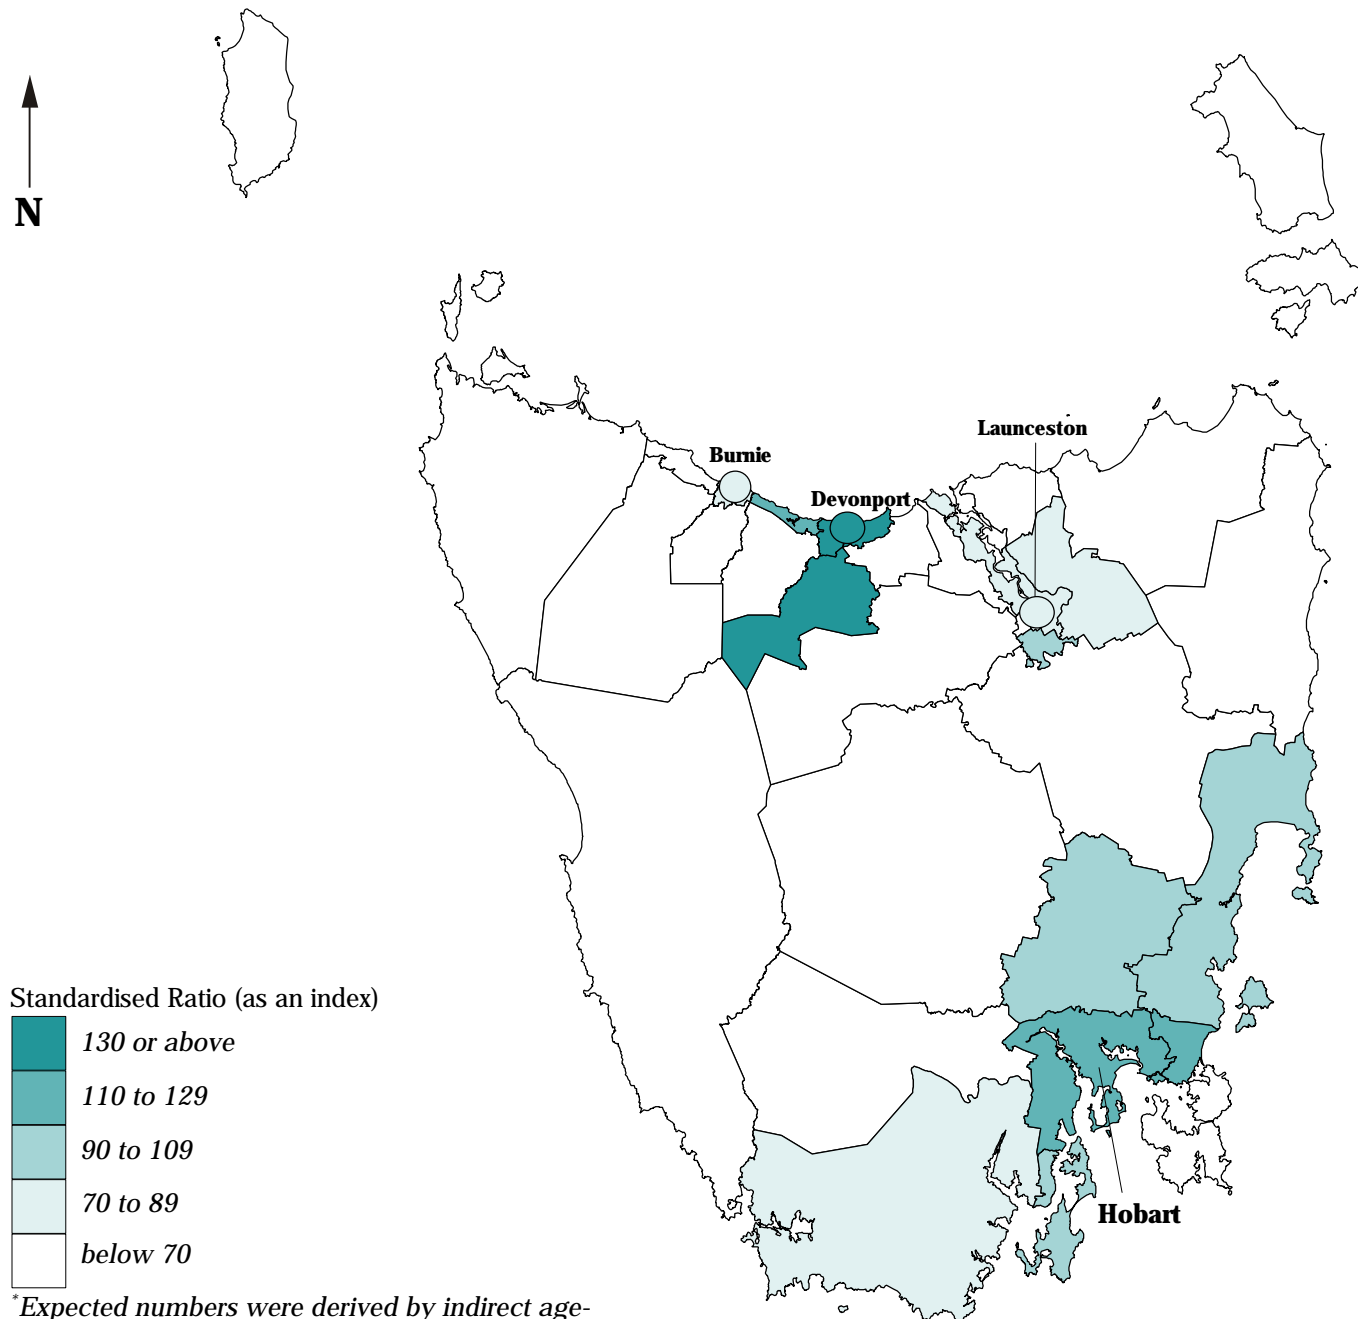 N
Launceston
Burnie
Devonport
Hobart
Standardised Ratio (as an index)
130 or above
110 to 129
90 to 109
70 to 89
below 70
*Expected numbers were derived by indirect age-